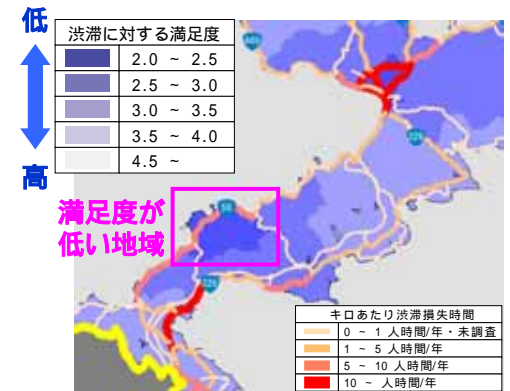 低
高
渋滞に対する満足度
2.0 ~ 2.5
2.5 ~ 3.0
3.0 ~ 3.5
3.5 ~ 4.0
4.5 ~
満足度が
低い地域
キロあたり渋滞損失時間
0 ~ 1 人時間/年・未調査
1 ~ 5 人時間/年
5 ~ 10 人時間/年
10 ~ 人時間/年